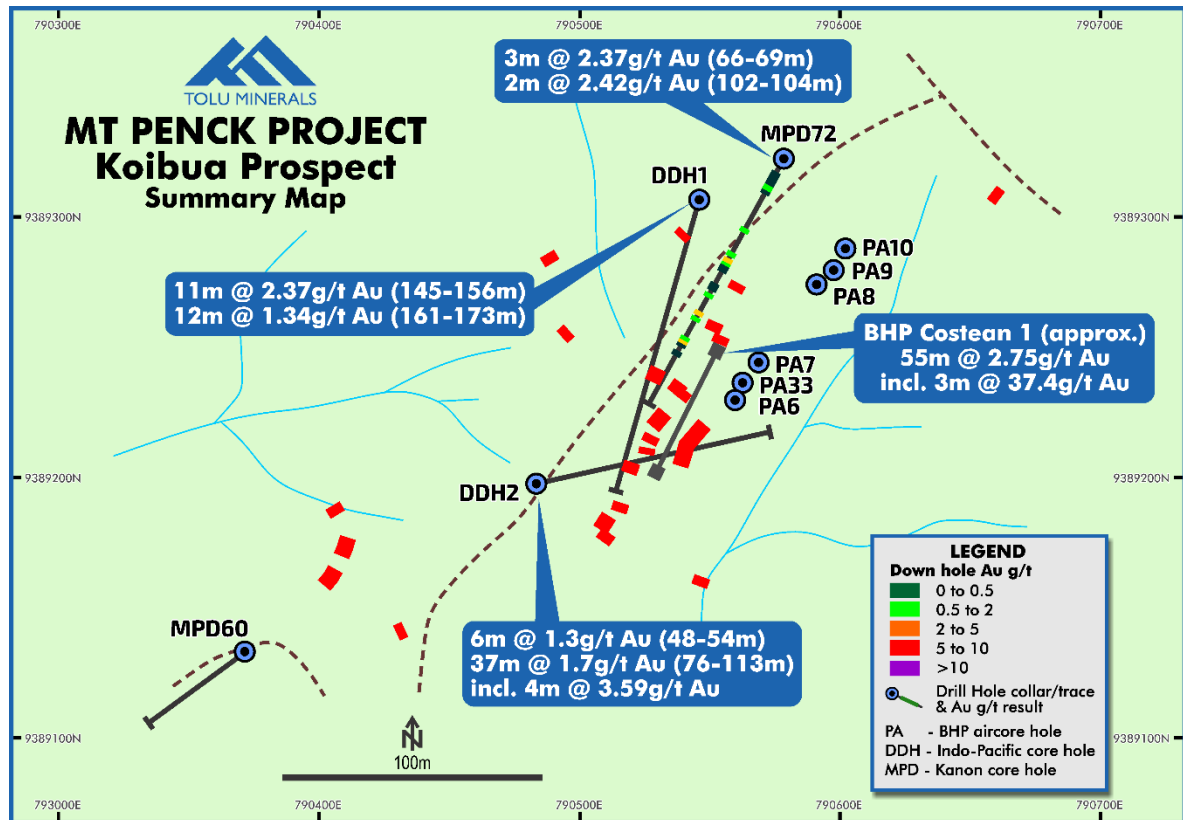 790300E
790400E
790500E
790600E
790700E
TOLU MINERALS
MT PENCK PROJECT
Koibua Prospect
Summary Map
3m @ 2.37g/t Au (66-69m)
2m @ 2.42g/t Au (102-104m)
MPD72
DDH1
9389300N
9389300N
PA10
PA9
PA8
11m @ 2.37g/t Au (145-156m)
12m @ 1.34g/t Au (161-173m)
BHP Costean 1 (approx.)
55m @ 2.75g/t Au
incl. 3m @ 37.4g/t Au
PA7
PA33
PA6
9389200N
9389200N
DDH2
MPD60
6m @ 1.3g/t Au (48-54m)
37m @ 1.7g/t Au (76-113m)
incl. 4m @ 3.59g/t Au
LEGEND
Down hole Au g/t
0 to 0.5
0.5 to 2
2 to 5
5 to 10
>10
Drill Hole collar/trace
& Au g/t result
PA - BHP aircore hole
DDH - Indo-Pacific core hole
MPD - Kanon core hole
N
100m
9389100N
9389100N
793000E
790400E
790500E
790600E
790700E